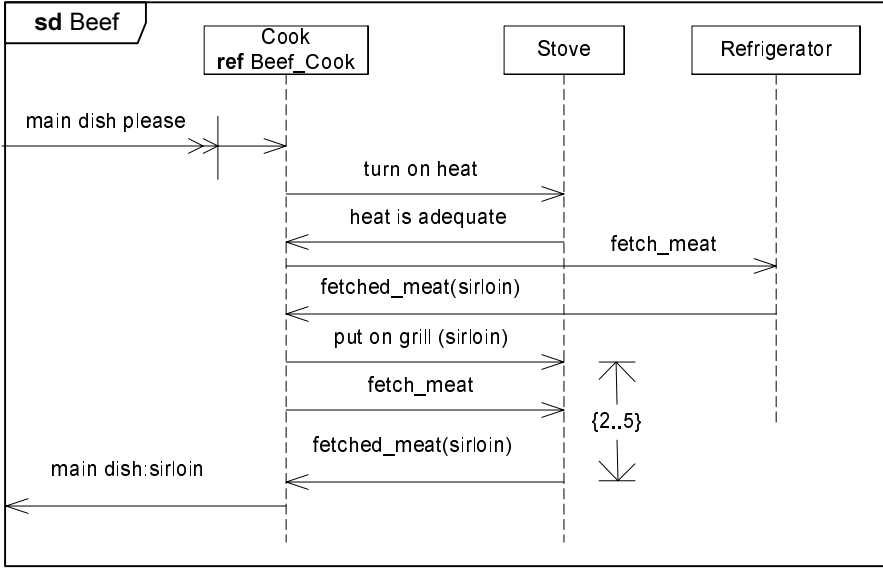 sd Beef
Cook
ref Beef_Cook
Stove
Refrigerator
main dish please
turn on heat
heat is adequate
fetch_meat
fetched_meat(sirloin)
put on grill (sirloin)
fetch_meat
{2..5}
fetched_meat(sirloin)
main dish:sirloin